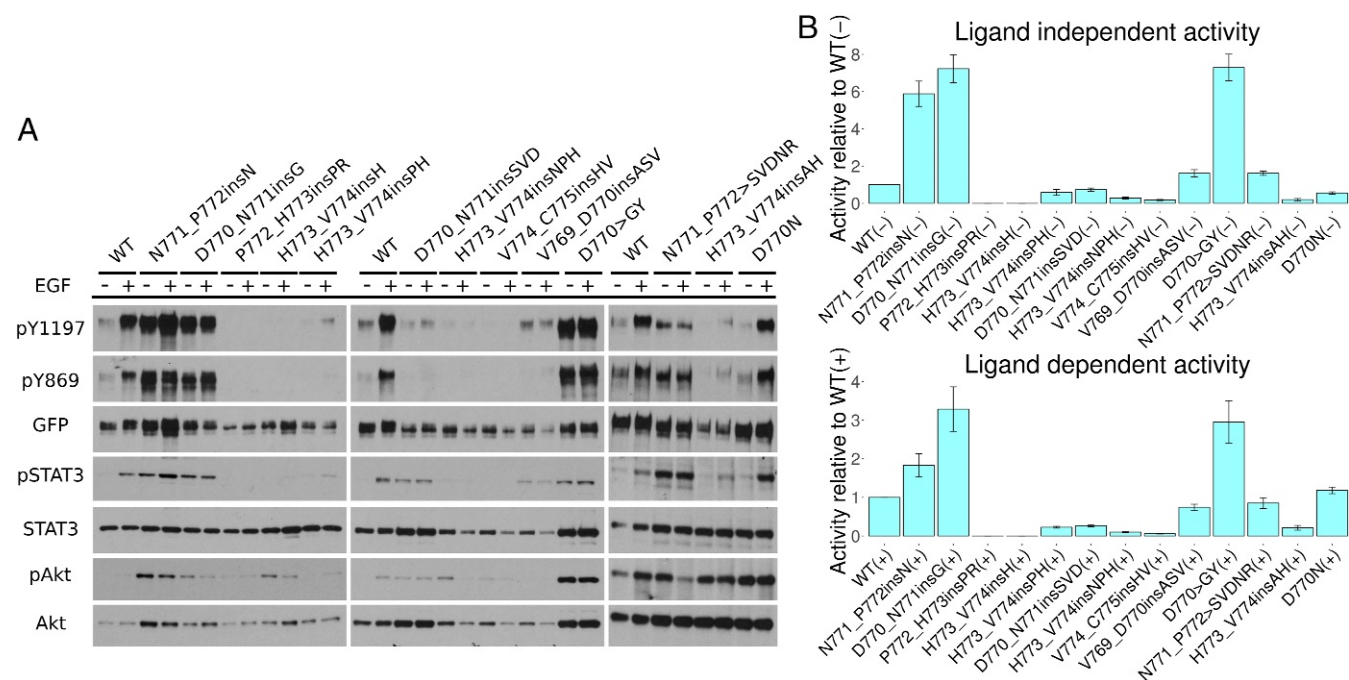 A
WT
N771_P772insN
D770_N771insG
P772_H773insPR
H773_V774insH
H773_V774insPH
WT
D770_N771insSVD
H773_V774insNPH
V774_C775insHV
V769_D770insASV
D770>GY
WT
N771_P772>SVDNR
H773_V774insAH
D770N
EGF - + - + - + - + - + - + - + - + - + - + - + - + - + - + - + - +
pY1197
pY869
GFP
pSTAT3
STAT3
pAkt
Akt
B
Ligand independent activity
Activity relative to WT(−)
8
6
4
2
0
WT(-)
N771_P772insN(-)
D770_N771insG(-)
P772_H773insPR(-)
H773_V774insH(-)
H773_V774insPH(-)
D770_N771insSVD(-)
H773_V774insNPH(-)
V774_C775insHV(-)
V769_D770insASV(-)
D770>GY(-)
N771_P772>SVDNR(-)
H773_V774insAH(-)
D770N(-)
Ligand dependent activity
Activity relative to WT(+)
4
3
2
1
0
WT(+)
N771_P772insN(+)
D770_N771insG(+)
P772_H773insPR(+)
H773_V774insH(+)
H773_V774insPH(+)
D770_N771insSVD(+)
H773_V774insNPH(+)
V774_C775insHV(+)
V769_D770insASV(+)
D770>GY(+)
N771_P772>SVDNR(+)
H773_V774insAH(+)
D770N(+)